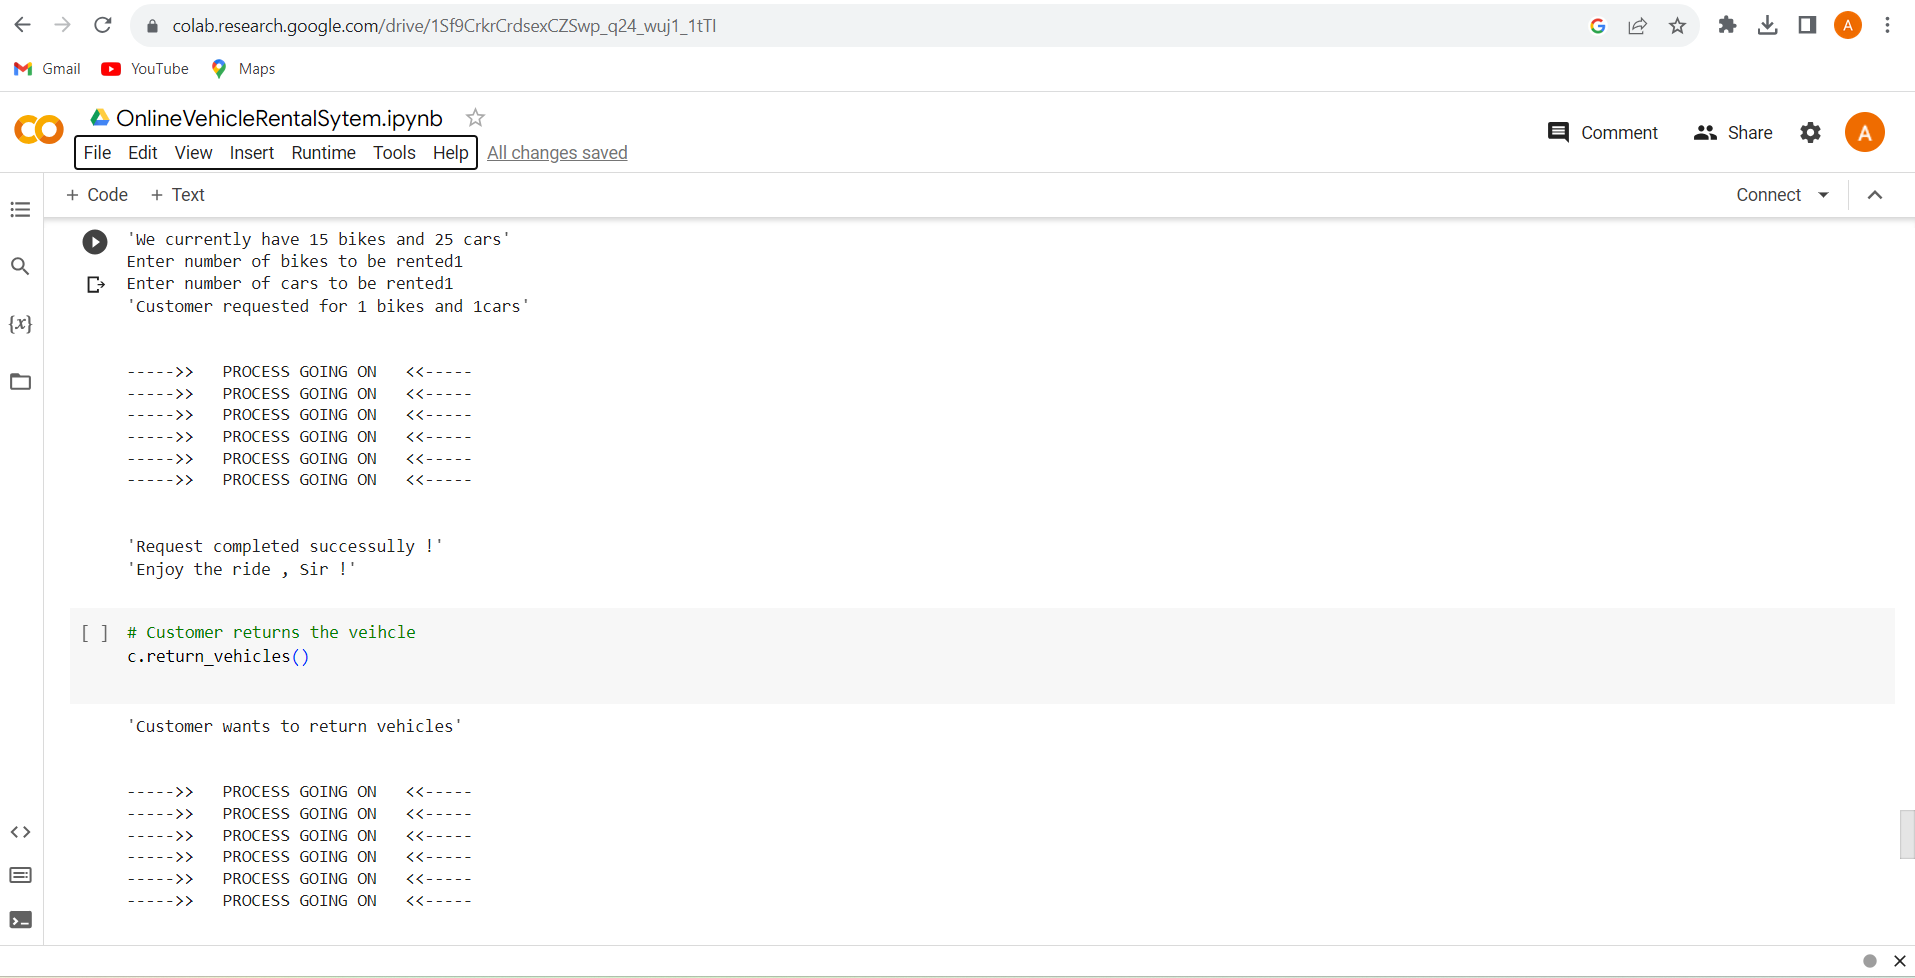 colab.research.google.com/drive/1Sf9CrkrCrdsexCZSwp_q24_wuj1_1tTI
A
Gmail YouTube Maps
OnlineVehicleRentalSytem.ipynb
File Edit View Insert Runtime Tools Help All changes saved
Comment Share A
+ Code + Text Connect
'We currently have 15 bikes and 25 cars'
Enter number of bikes to be rented1
Enter number of cars to be rented1
'Customer requested for 1 bikes and 1cars'
----->>   PROCESS GOING ON   <<-----
----->>   PROCESS GOING ON   <<-----
----->>   PROCESS GOING ON   <<-----
----->>   PROCESS GOING ON   <<-----
----->>   PROCESS GOING ON   <<-----
----->>   PROCESS GOING ON   <<-----
'Request completed successully !'
'Enjoy the ride , Sir !'
[ ] # Customer returns the veihcle
c.return_vehicles()
'Customer wants to return vehicles'
----->>   PROCESS GOING ON   <<-----
----->>   PROCESS GOING ON   <<-----
----->>   PROCESS GOING ON   <<-----
----->>   PROCESS GOING ON   <<-----
----->>   PROCESS GOING ON   <<-----
----->>   PROCESS GOING ON   <<-----